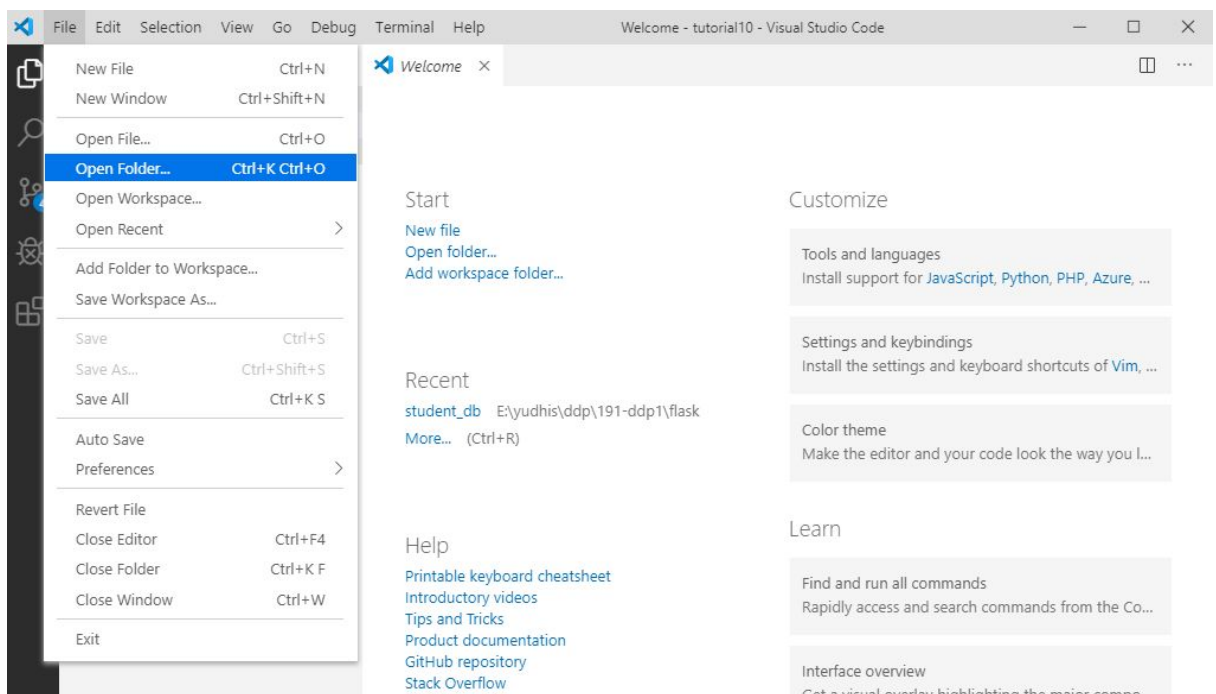 File Edit Selection View Go Debug Terminal Help Welcome - tutorial10 - Visual Studio Code
New File Ctrl+N
New Window Ctrl+Shift+N
Open File... Ctrl+O
Open Folder... Ctrl+K Ctrl+O
Open Workspace...
Open Recent
Add Folder to Workspace...
Save Workspace As...
Save Ctrl+S
Save As... Ctrl+Shift+S
Save All Ctrl+K S
Auto Save
Preferences
Revert File
Close Editor Ctrl+F4
Close Folder Ctrl+K F
Close Window Ctrl+W
Exit
Welcome
Start
New file
Open folder...
Add workspace folder...
Recent
student_db E:\yudhis\ddp\191-ddp1\flask
More... (Ctrl+R)
Help
Printable keyboard cheatsheet
Introductory videos
Tips and Tricks
Product documentation
GitHub repository
Stack Overflow
Customize
Tools and languages
Install support for JavaScript, Python, PHP, Azure, ...
Settings and keybindings
Install the settings and keyboard shortcuts of Vim, ...
Color theme
Make the editor and your code look the way you l...
Learn
Find and run all commands
Rapidly access and search commands from the Co...
Interface overview
Get a visual overlay highlighting the major compo...